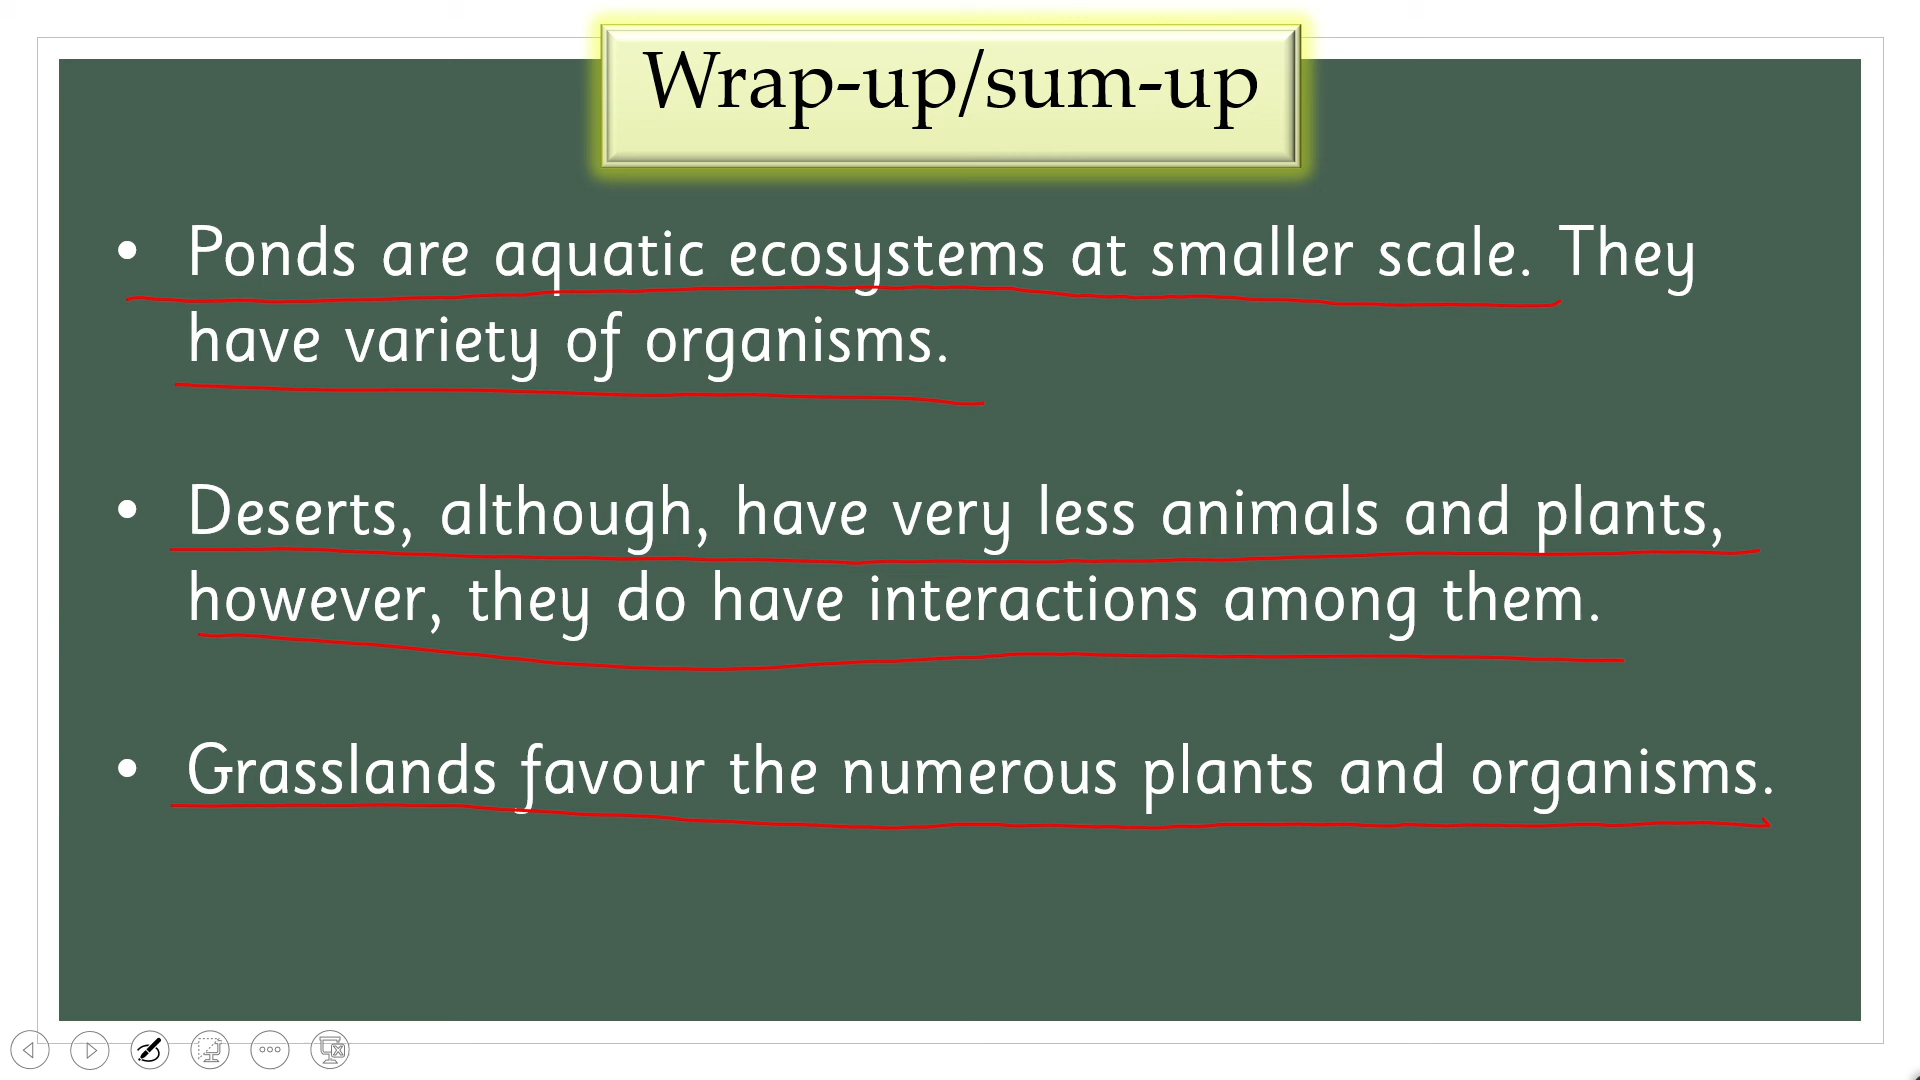 Wrap-up/sum-up
• Ponds are aquatic ecosystems at smaller scale. They
have variety of organisms.
• Deserts, although, have very less animals and plants,
however, they do have interactions among them.
• Grasslands favour the numerous plants and organisms.